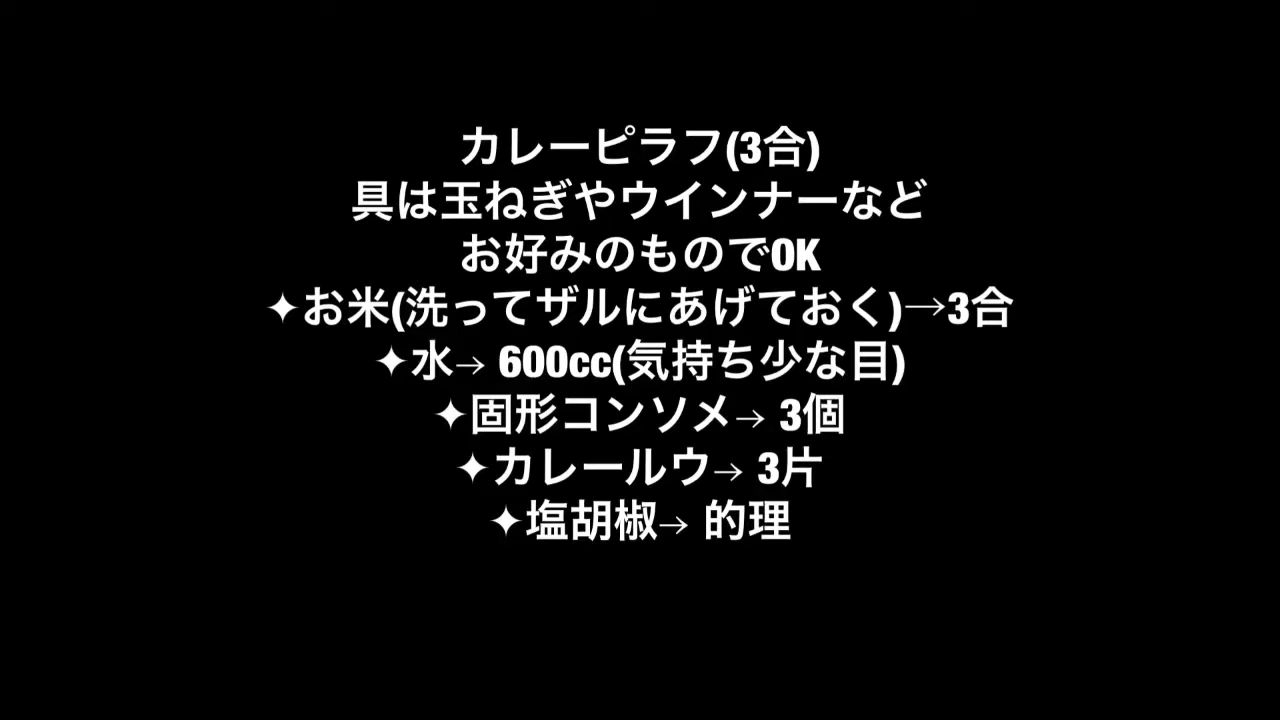 カレーピラフ(3合)
具は玉ねぎやウインナーなど
お好みのものでOK
✦お米(洗ってザルにあげておく)→3合
✦水→ 600cc(気持ち少な目)
✦固形コンソメ→ 3個
✦カレールウ→ 3片
✦塩胡椒→ 的理